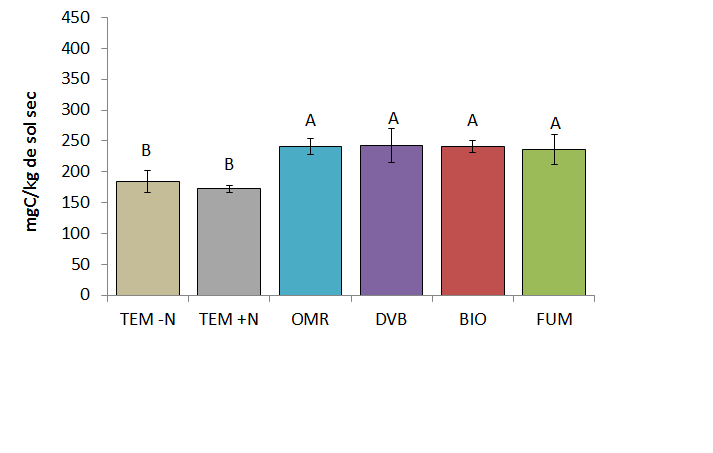 450
400
350
300
250
200
150
100
50
0
mgC/kg de sol sec
B
B
A
A
A
A
TEM -N
TEM +N
OMR
DVB
BIO
FUM